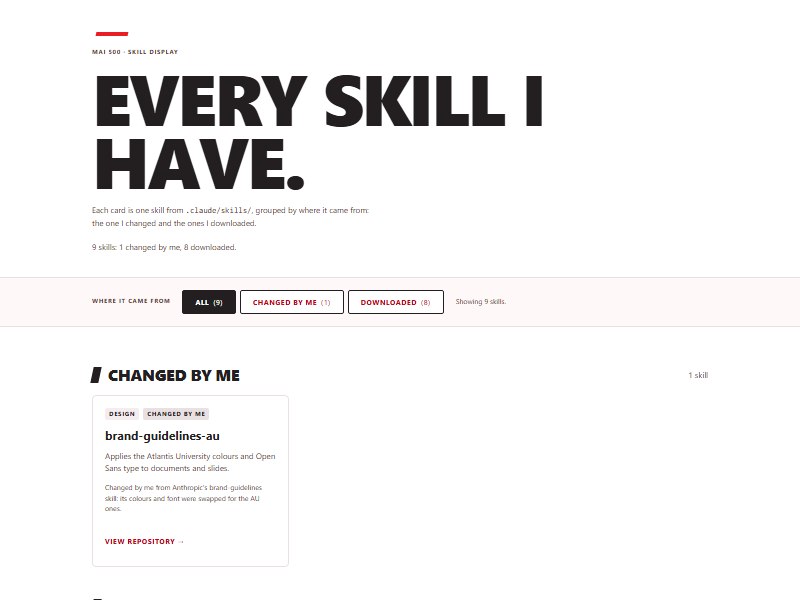 MAI 500 · SKILL DISPLAY
EVERY SKILL I
HAVE.
Each card is one skill from .claude/skills/, grouped by where it came from:
the one I changed and the ones I downloaded.
9 skills: 1 changed by me, 8 downloaded.
WHERE IT CAME FROM
ALL (9)
CHANGED BY ME (1)
DOWNLOADED (8)
Showing 9 skills.
CHANGED BY ME
1 skill
DESIGN
CHANGED BY ME
brand-guidelines-au
Applies the Atlantis University colours and Open
Sans type to documents and slides.
Changed by me from Anthropic's brand-guidelines
skill: its colours and font were swapped for the AU
ones.
VIEW REPOSITORY →